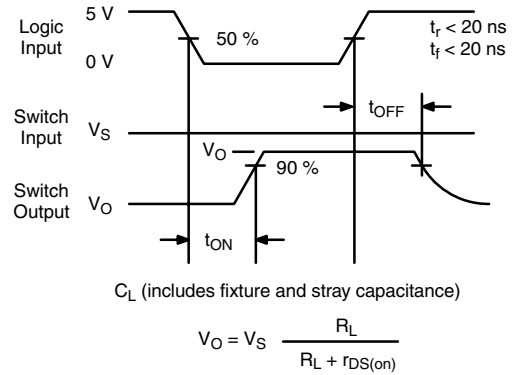 Logic
Input
5 V
0 V
50 %
tr < 20 ns
tf < 20 ns
tOFF
Switch
Input
VS
VO
90 %
Switch
Output
VO
tON
CL (includes fixture and stray capacitance)
VO = VS RL
RL + rDS(on)